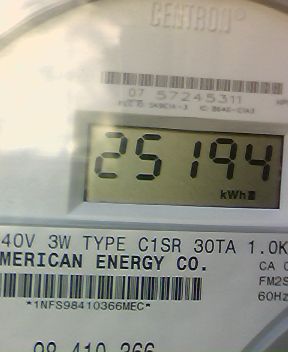 CENTRON®
07 57245311
25194
kWh
40V 3W TYPE C1SR 30TA 1.0K
MERICAN ENERGY CO.
CA 0
FM2S
*1NFS98410366MEC*
60Hz
98 410 366